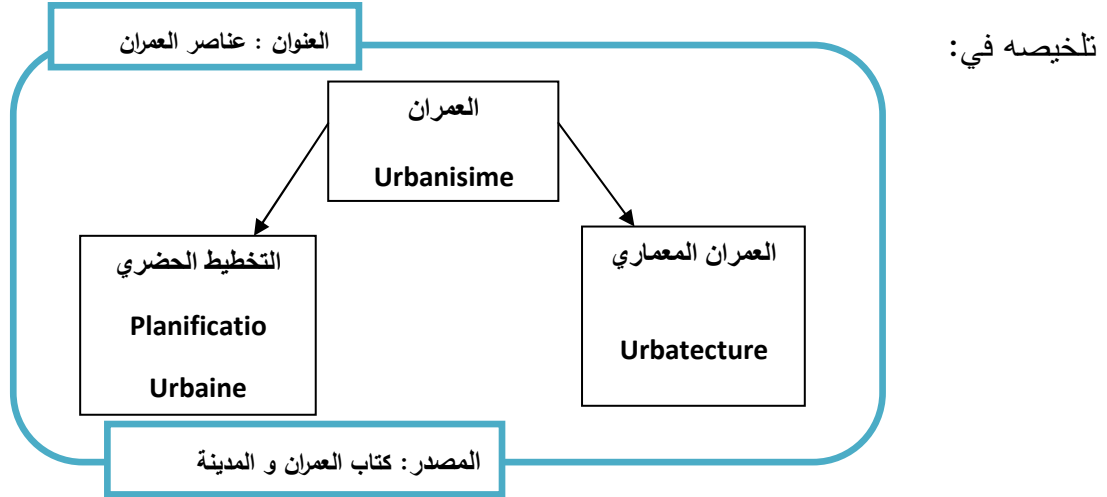 تلخيصه في:
العنوان : عناصر العمران
العمران
Urbanisime
العمران المعماري
Urbatecture
التخطيط الحضري
Planificatio
Urbaine
المصدر: كتاب العمران و المدينة